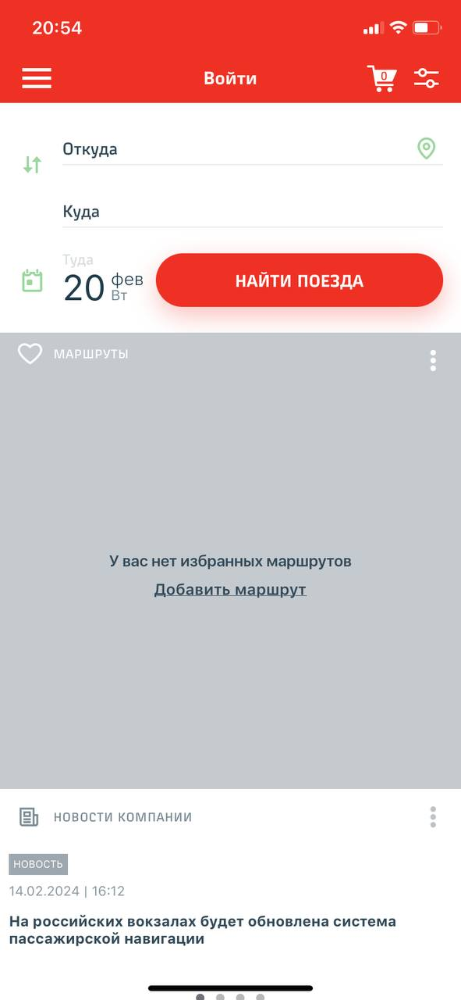 20:54
Войти
0
Откуда
Куда
Туда
20 фев
Вт
НАЙТИ ПОЕЗДА
МАРШРУТЫ
У вас нет избранных маршрутов
Добавить маршрут
НОВОСТИ КОМПАНИИ
НОВОСТЬ
14.02.2024 | 16:12
На российских вокзалах будет обновлена система
пассажирской навигации